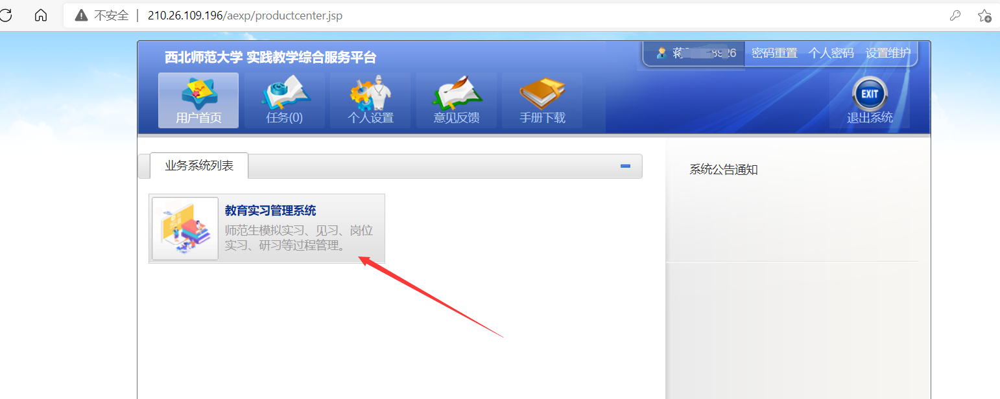 不安全 210.26.109.196/aexp/productcenter.jsp
西北师范大学 实践教学综合服务平台
蒋 8926 密码重置 个人密码 设置维护
用户首页 任务(0) 个人设置 意见反馈 手册下载 EXIT 退出系统
业务系统列表
系统公告通知
教育实习管理系统
师范生模拟实习、见习、岗位
实习、研习等过程管理。